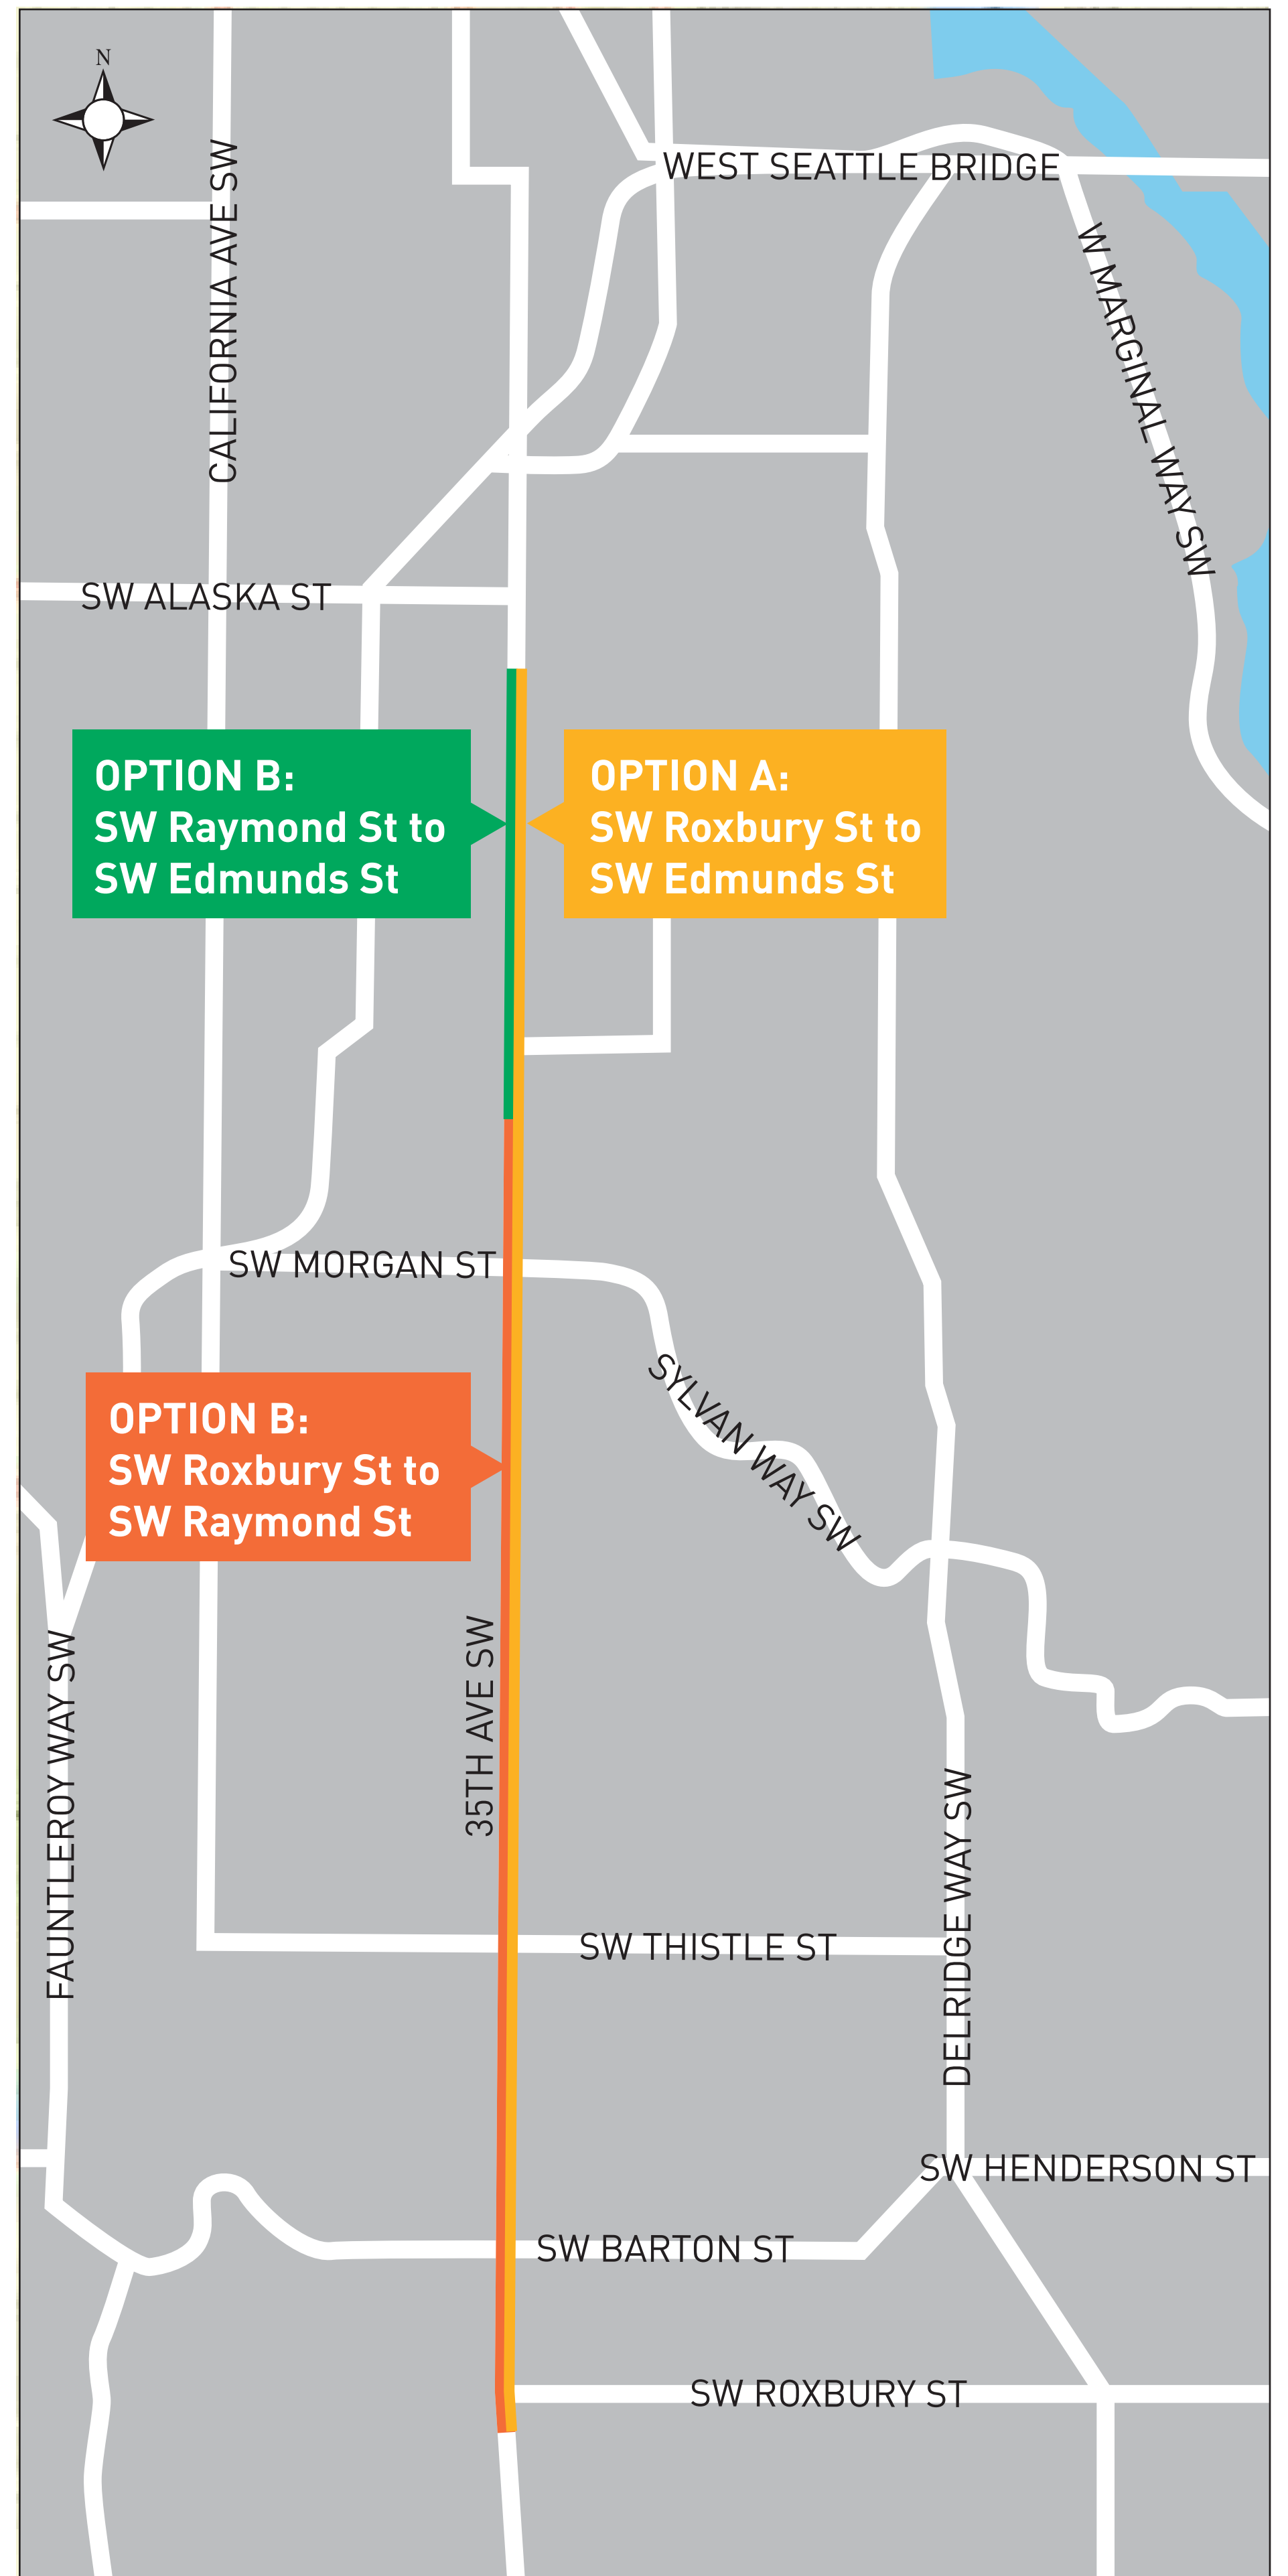 N
WEST SEATTLE BRIDGE
CALIFORNIA AVE SW
W MARGINAL WAY SW
SW ALASKA ST
OPTION B:
SW Raymond St to
SW Edmunds St
OPTION A:
SW Roxbury St to
SW Edmunds St
SW MORGAN ST
SYLVAN WAY SW
OPTION B:
SW Roxbury St to
SW Raymond St
35TH AVE SW
FAUNTLEROY WAY SW
DELRIDGE WAY SW
SW THISTLE ST
SW HENDERSON ST
SW BARTON ST
SW ROXBURY ST